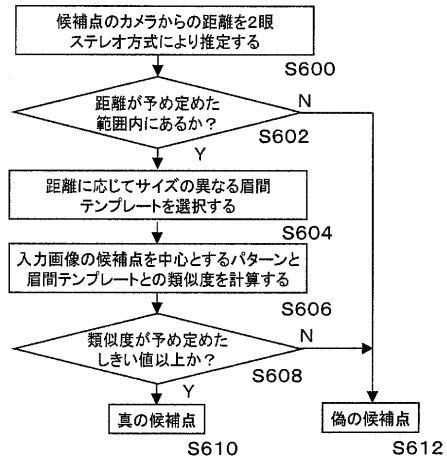 候補点のカメラからの距離を2眼
ステレオ方式により推定する
S600
距離が予め定めた
範囲内にあるか?
N
S602
Y
距離に応じてサイズの異なる眉間
テンプレートを選択する
S604
入力画像の候補点を中心とするパターンと
眉間テンプレートとの類似度を計算する
S606
類似度が予め定めた
しきい値以上か?
N
S608
Y
真の候補点
S610
偽の候補点
S612